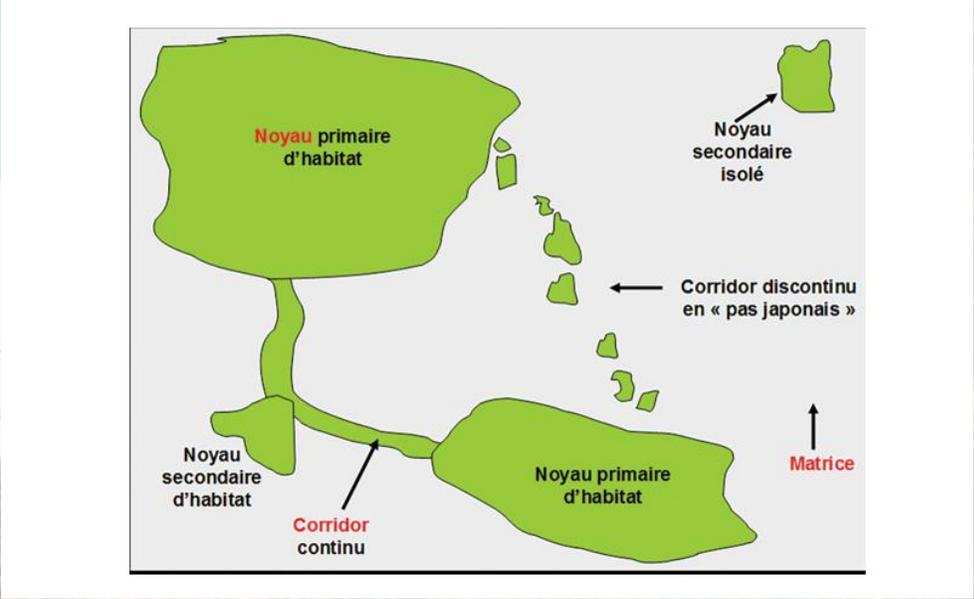 Noyau primaire
d'habitat
Noyau
secondaire
isolé
Corridor discontinu
en « pas japonais »
Matrice
Noyau
secondaire
d'habitat
Noyau primaire
d'habitat
Corridor
continu